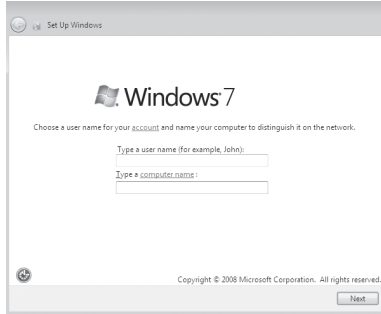 Set Up Windows
Windows 7
Choose a user name for your account and name your computer to distinguish it on the network.
Type a user name (for example, John):
Type a computer name :
Copyright © 2008 Microsoft Corporation.  All rights reserved.
Next